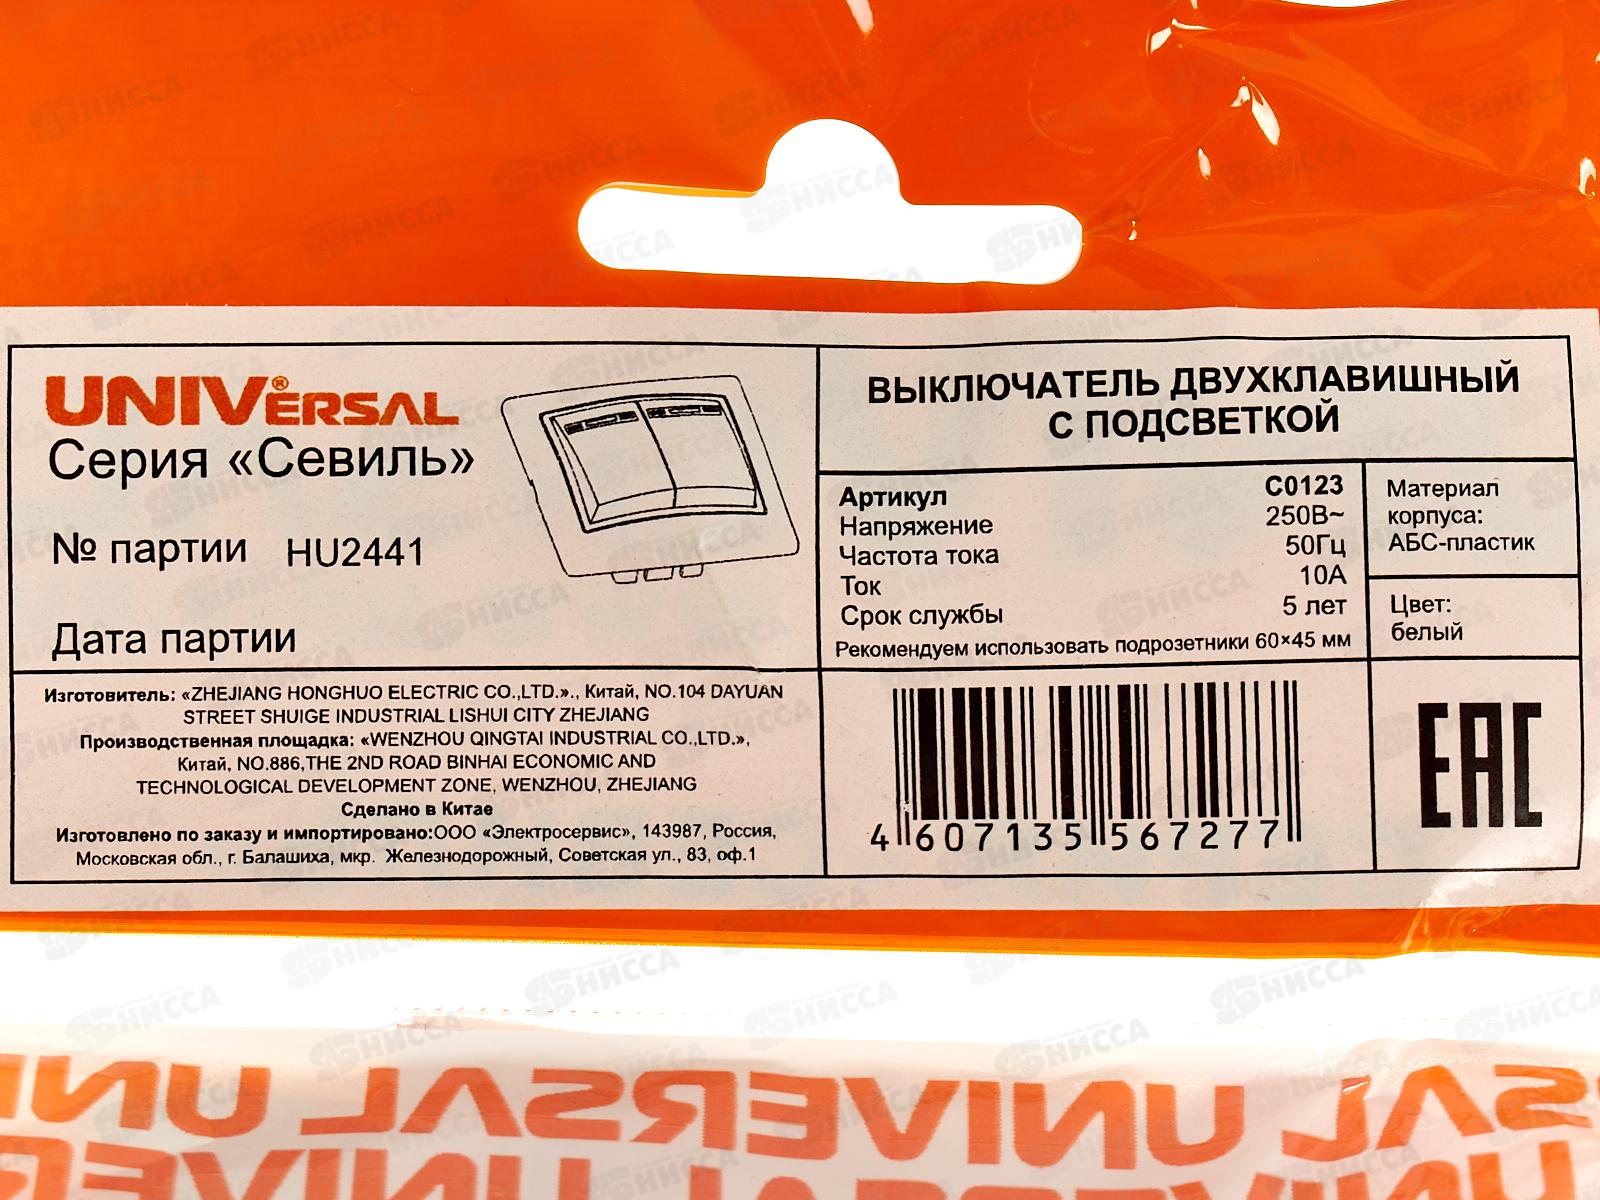 UNIVERSAL®
Серия «Севиль»
№ партии HU2441
Дата партии
ВЫКЛЮЧАТЕЛЬ ДВУХКЛАВИШНЫЙ
С ПОДСВЕТКОЙ
Артикул C0123
Напряжение 250В~
Частота тока 50Гц
Ток 10А
Срок службы 5 лет
Рекомендуем использовать подрозетники 60×45 мм
Материал
корпуса:
АБС-пластик
Цвет:
белый
Изготовитель: «ZHEJIANG HONGHUO ELECTRIC CO.,LTD.»., Китай, NO.104 DAYUAN
STREET SHUIGE INDUSTRIAL LISHUI CITY ZHEJIANG
Производственная площадка: «WENZHOU QINGTAI INDUSTRIAL CO.,LTD.»,
Китай, NO.886,THE 2ND ROAD BINHAI ECONOMIC AND
TECHNOLOGICAL DEVELOPMENT ZONE, WENZHOU, ZHEJIANG
Сделано в Китае
Изготовлено по заказу и импортировано:ООО «Электросервис», 143987, Россия,
Московская обл., г. Балашиха, мкр. Железнодорожный, Советская ул., 83, оф.1
4 607135 567277
EAC
UNIVERSAL UNIVERSAL
НИССА